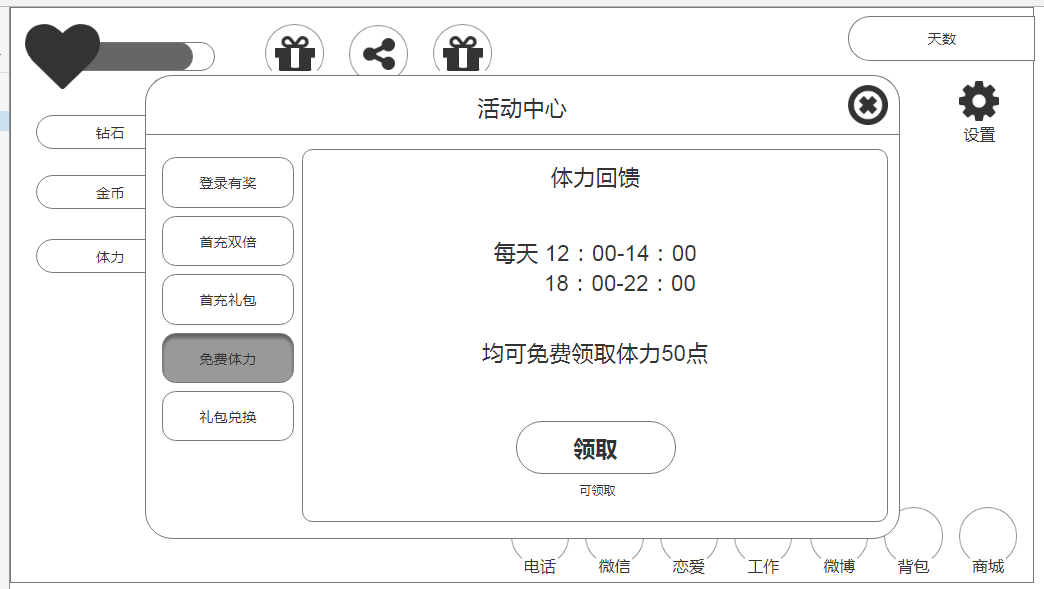 天数
活动中心
设置
钻石
金币
体力
登录有奖
首充双倍
首充礼包
免费体力
礼包兑换
体力回馈
每天 12：00-14：00
18：00-22：00
均可免费领取体力50点
领取
可领取
电话
微信
恋爱
工作
微博
背包
商城